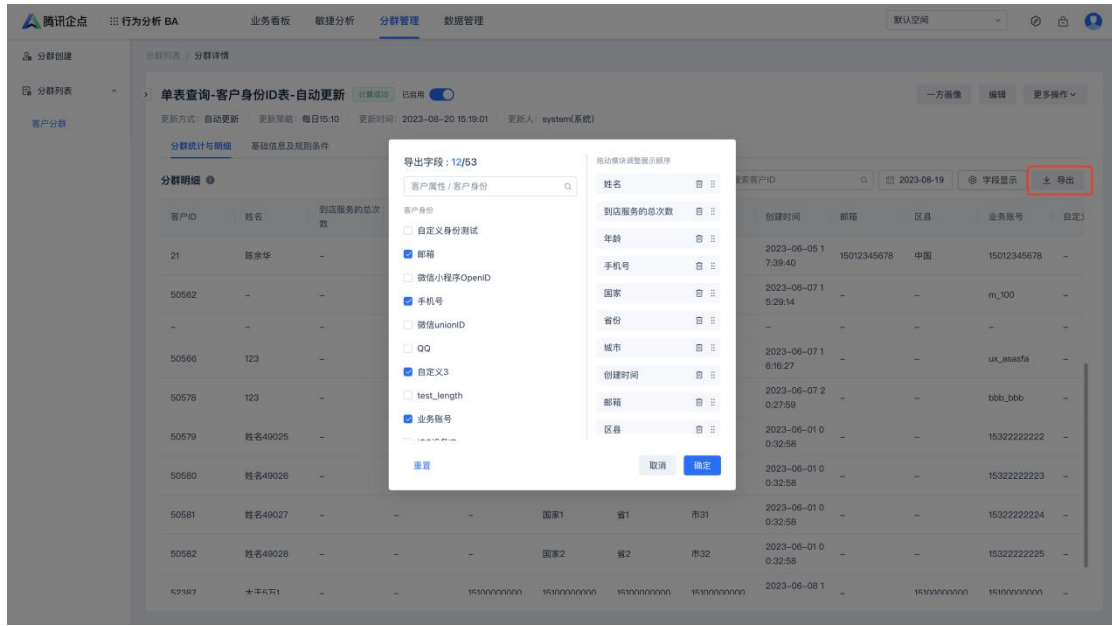 腾讯企点 行为分析 BA 业务看板 敏捷分析 分群管理 数据管理 默认空间
分群创建
分群列表 / 分群详情
分群列表
客户分群
单表查询-客户身份ID表-自动更新 计算成功 已启用 一方画像 编辑 更多操作
更新方式: 自动更新 更新策略: 每日15:10 更新时间: 2023-08-20 15:19:01 更新人: system(系统)
分群统计与明细 基础信息及规则条件
分群明细 搜索客户ID 2023-08-19 字段显示 导出
客户ID 姓名 到店服务的总次数 创建时间 邮箱 区县 业务账号
21 陈余华 – 2023-06-05 17:39:40 15012345678 中国 15012345678 –
50562 – – 2023-06-07 15:29:14 – – m_100 –
– – – – – – – –
50566 123 – 2023-06-07 16:16:27 – – ux_asasfa –
50578 123 – 2023-06-07 20:27:59 – – bbb_bbb –
50579 姓名49025 – 2023-06-01 00:32:58 – – 15322222222 –
50580 姓名49026 – 2023-06-01 00:32:58 – – 15322222223 –
50581 姓名49027 – – – 国家1 省1 市31 2023-06-01 00:32:58 – – 15322222224 –
50582 姓名49028 – – – 国家2 省2 市32 2023-06-01 00:32:58 – – 15322222225 –
52387 大于5万1 – – 15100000000 15100000000 15100000000 15100000000 2023-06-08 1 – 15100000000 15100000000 –
导出字段 : 12/53
客户属性 / 客户身份
客户身份
自定义身份测试
邮箱
微信小程序OpenID
手机号
微信unionID
QQ
自定义3
test_length
业务账号
重置
拖动模块调整展示顺序
姓名
到店服务的总次数
年龄
手机号
国家
省份
城市
创建时间
邮箱
区县
取消 确定